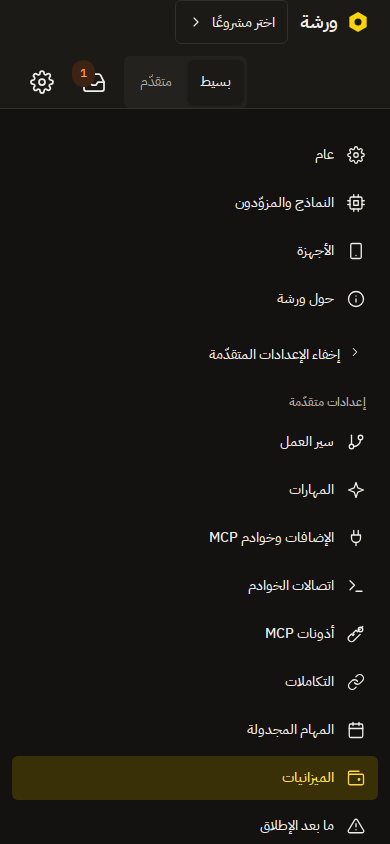 ورشة
اختر مشروعًا
بسيط
متقدّم
1
عام
النماذج والمزوّدون
الأجهزة
حول ورشة
إخفاء الإعدادات المتقدّمة
إعدادات متقدّمة
سير العمل
المهارات
الإضافات وخوادم MCP
اتصالات الخوادم
أذونات MCP
التكاملات
المهام المجدولة
الميزانيات
ما بعد الإطلاق